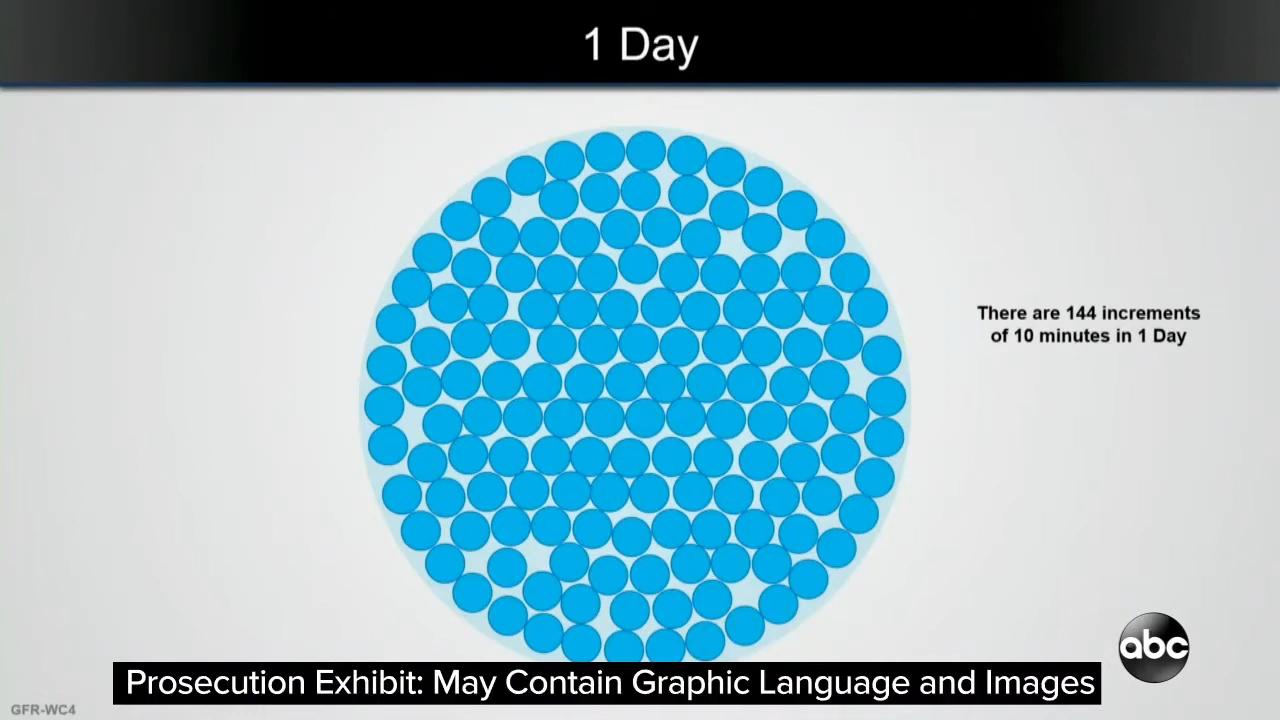 1 Day
There are 144 increments
of 10 minutes in 1 Day
abc
Prosecution Exhibit: May Contain Graphic Language and Images
GFR-WC4